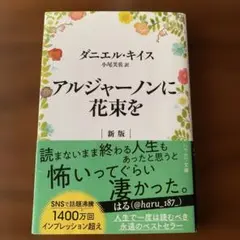 ダニエル・キイス
小尾芙佐 訳
アルジャーノンに
花束を
新版
読まないまま終わる人生も
あったと思うと
怖いってぐらい
凄かった。
はる(@haru_187_)
SNSで話題沸騰
1400万回
インプレッション超え
人生で一度は読むべき
永遠のベストセラー